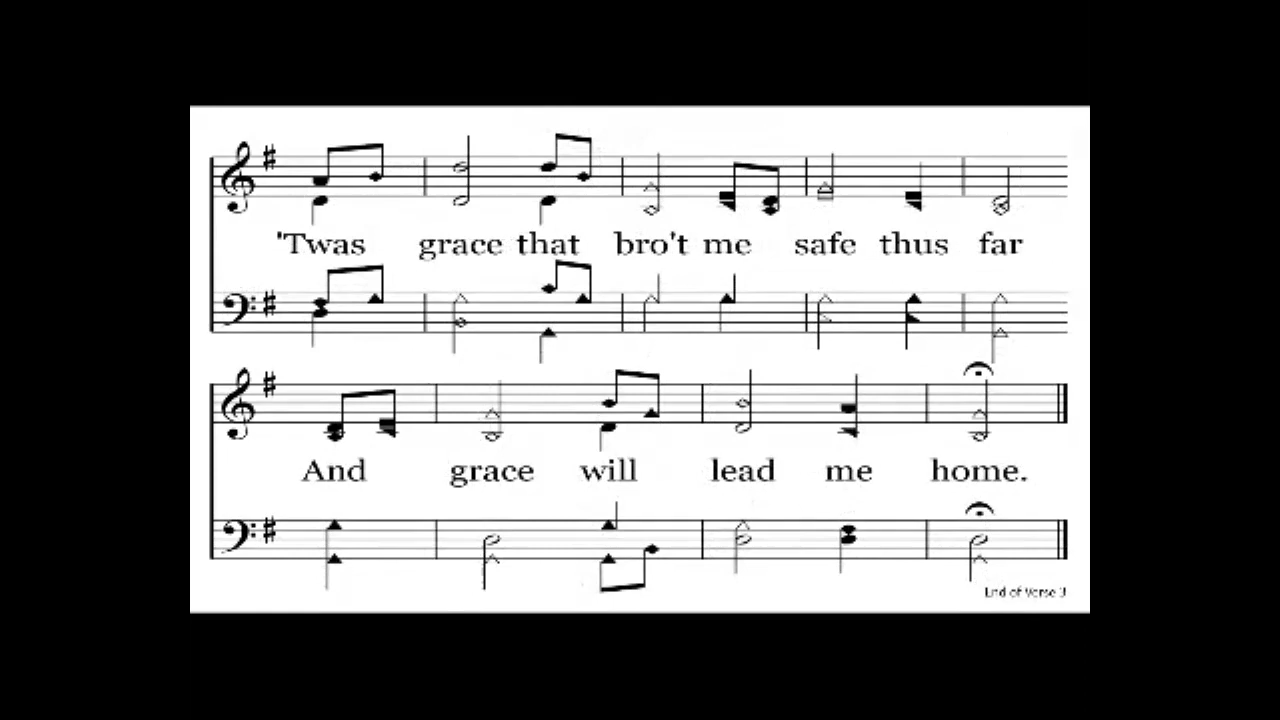 'Twas grace that bro't me safe thus far
And grace will lead me home.
End of Verse 3